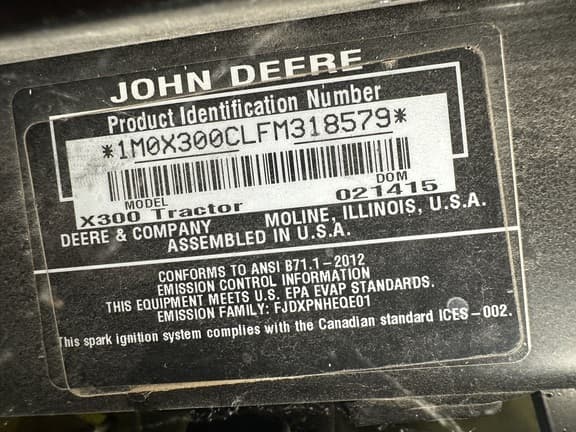 JOHN DEERE
Product Identification Number
*1M0X300CLFM318579*
MODEL DOM
X300 Tractor 021415
DEERE & COMPANY MOLINE, ILLINOIS, U.S.A.
ASSEMBLED IN U.S.A.
CONFORMS TO ANSI B71.1-2012
EMISSION CONTROL INFORMATION
THIS EQUIPMENT MEETS U.S. EPA EVAP STANDARDS.
EMISSION FAMILY: FJDXPNHEQE01
This spark ignition system complies with the Canadian standard ICES-002.